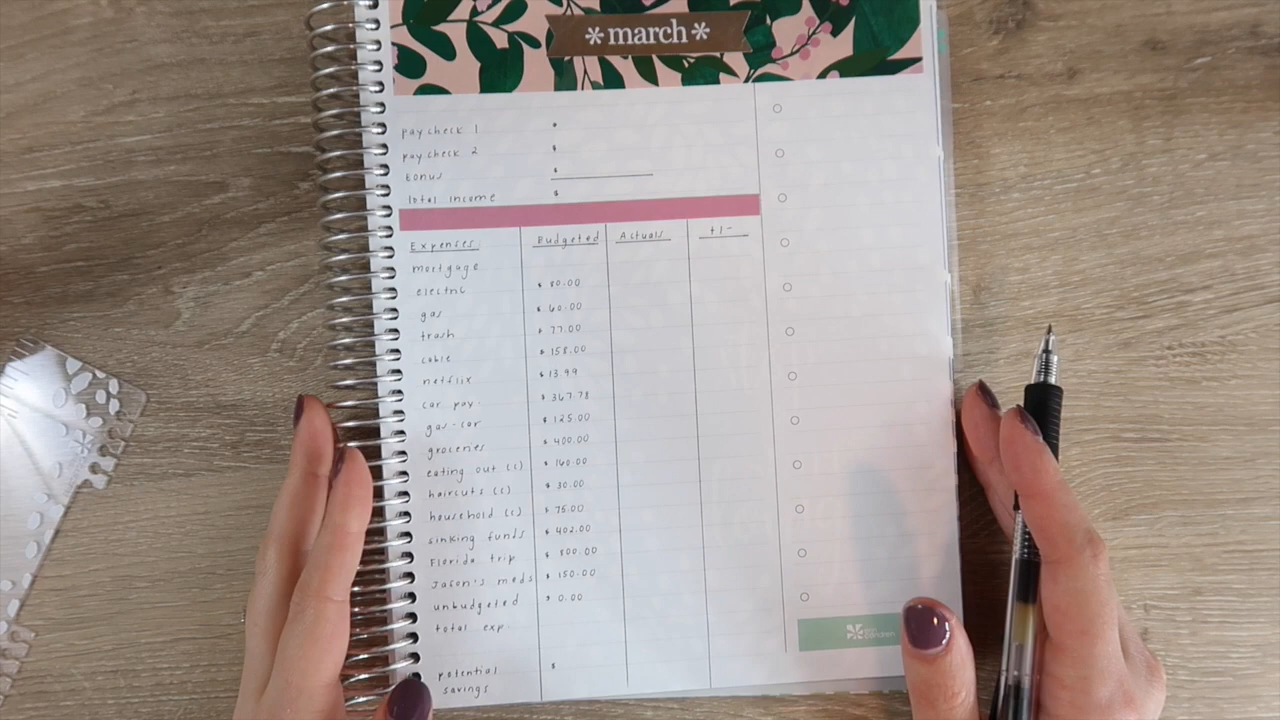 *march*
paycheck 1 $
paycheck 2 $
bonus $
total income $
Expenses Budgeted Actuals +/-
mortgage
electric $ 80.00
gas $ 60.00
trash $ 77.00
cable $ 158.00
netflix $ 13.99
car pay. $ 367.78
gas-car $ 125.00
groceries $ 400.00
eating out (c) $ 160.00
haircuts (c) $ 30.00
household (c) $ 75.00
sinking funds $ 402.00
Florida trip $
Jason's meds $ 150.00
unbudgeted $ 0.00
total exp.
potential $
savings
erin
condren